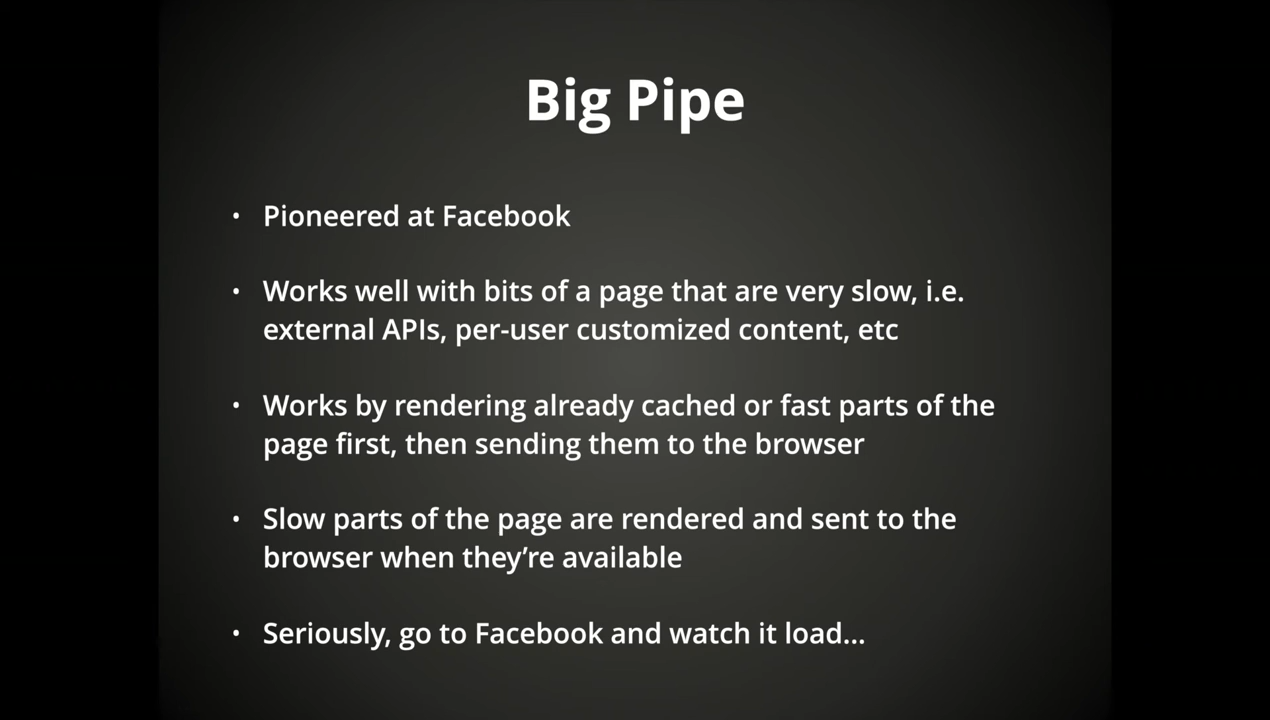 Big Pipe
• Pioneered at Facebook
• Works well with bits of a page that are very slow, i.e.
external APIs, per-user customized content, etc
• Works by rendering already cached or fast parts of the
page first, then sending them to the browser
• Slow parts of the page are rendered and sent to the
browser when they’re available
• Seriously, go to Facebook and watch it load...